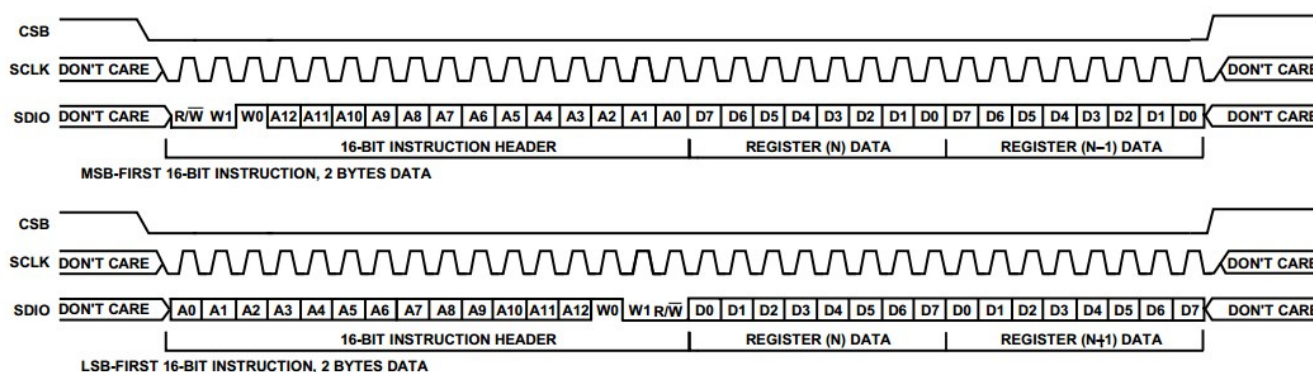 CSB
SCLK DON'T CARE DON'T CARE
SDIO DON'T CARE R/W̅ W1 W0 A12 A11 A10 A9 A8 A7 A6 A5 A4 A3 A2 A1 A0 D7 D6 D5 D4 D3 D2 D1 D0 D7 D6 D5 D4 D3 D2 D1 D0 DON'T CARE
16-BIT INSTRUCTION HEADER REGISTER (N) DATA REGISTER (N–1) DATA
MSB-FIRST 16-BIT INSTRUCTION, 2 BYTES DATA
CSB
SCLK DON'T CARE DON'T CARE
SDIO DON'T CARE A0 A1 A2 A3 A4 A5 A6 A7 A8 A9 A10 A11 A12 W0 W1 R/W̅ D0 D1 D2 D3 D4 D5 D6 D7 D0 D1 D2 D3 D4 D5 D6 D7 DON'T CARE
16-BIT INSTRUCTION HEADER REGISTER (N) DATA REGISTER (N+1) DATA
LSB-FIRST 16-BIT INSTRUCTION, 2 BYTES DATA